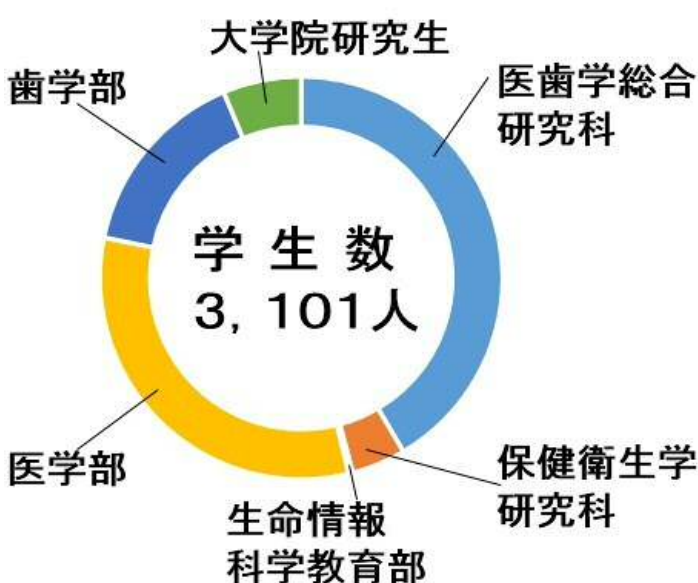 大学院研究生
歯学部
医歯学総合
研究科
学生数
3,101人
医学部
保健衛生学
研究科
生命情報
科学教育部